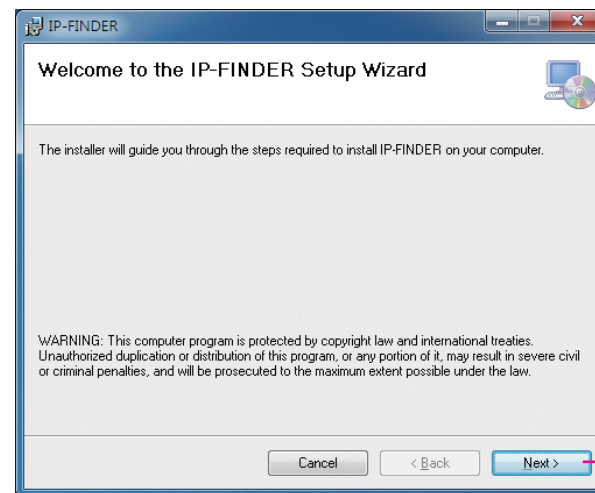 IP-FINDER
Welcome to the IP-FINDER Setup Wizard
The installer will guide you through the steps required to install IP-FINDER on your computer.
WARNING: This computer program is protected by copyright law and international treaties.
Unauthorized duplication or distribution of this program, or any portion of it, may result in severe civil
or criminal penalties, and will be prosecuted to the maximum extent possible under the law.
Cancel < Back Next >